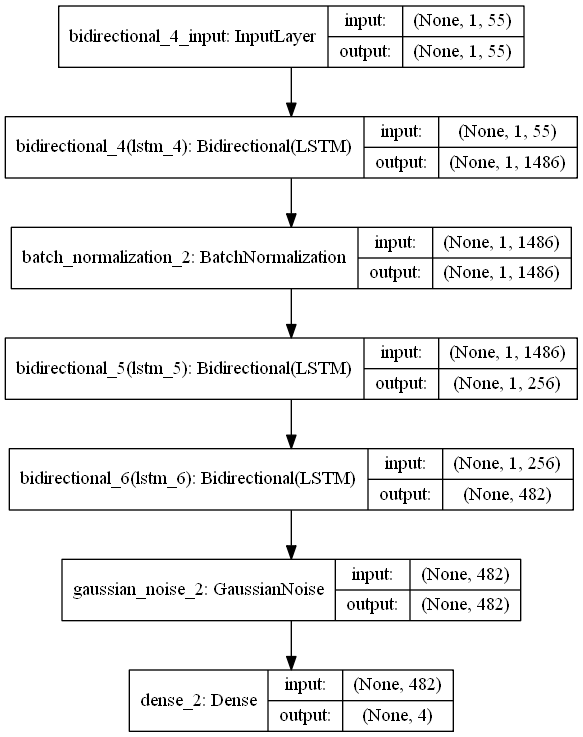 bidirectional_4_input: InputLayer
input: (None, 1, 55)
output: (None, 1, 55)
bidirectional_4(lstm_4): Bidirectional(LSTM)
input: (None, 1, 55)
output: (None, 1, 1486)
batch_normalization_2: BatchNormalization
input: (None, 1, 1486)
output: (None, 1, 1486)
bidirectional_5(lstm_5): Bidirectional(LSTM)
input: (None, 1, 1486)
output: (None, 1, 256)
bidirectional_6(lstm_6): Bidirectional(LSTM)
input: (None, 1, 256)
output: (None, 482)
gaussian_noise_2: GaussianNoise
input: (None, 482)
output: (None, 482)
dense_2: Dense
input: (None, 482)
output: (None, 4)